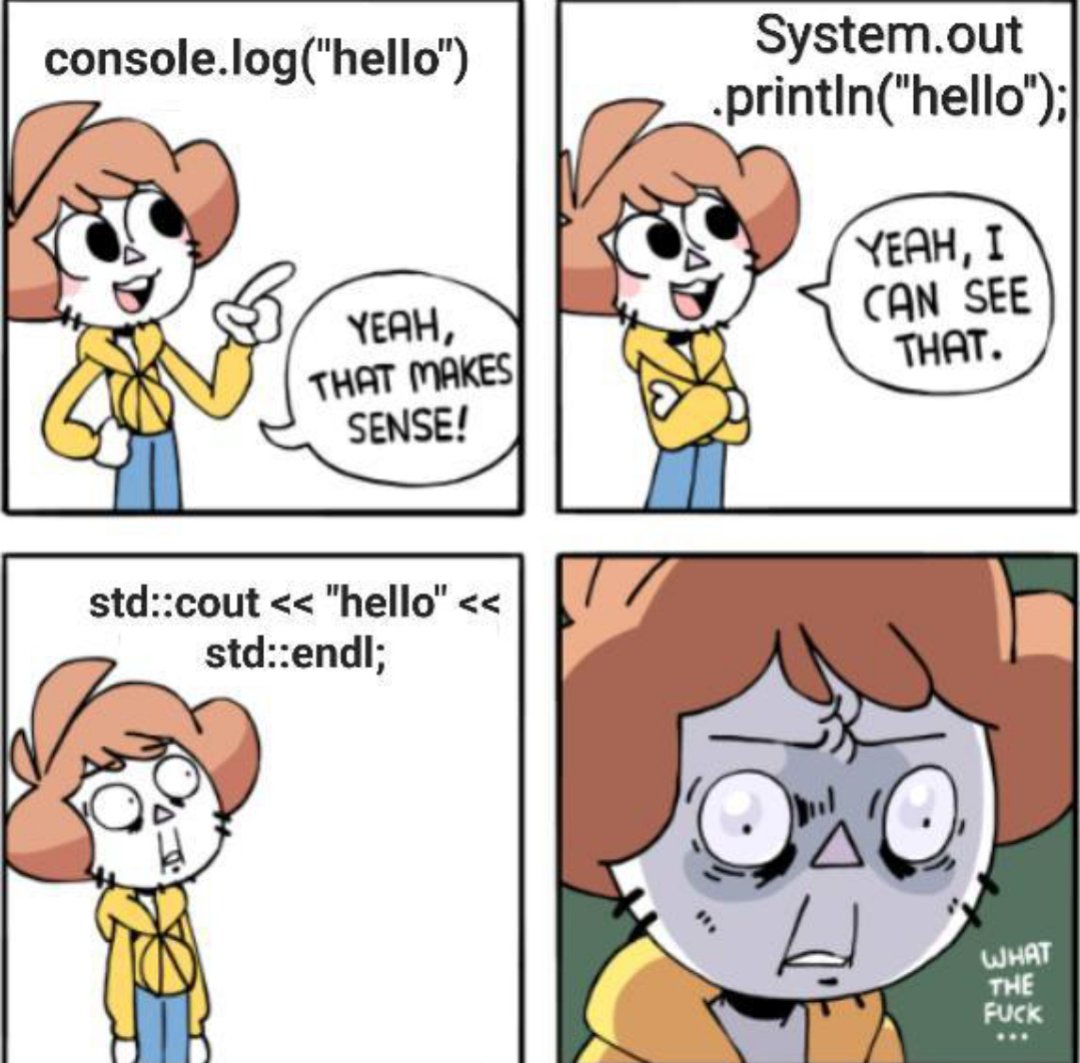 console.log("hello")
YEAH,
THAT MAKES
SENSE!
System.out
.println("hello");
YEAH, I
CAN SEE
THAT.
std::cout << "hello" <<
std::endl;
WHAT
THE
FUCK
...